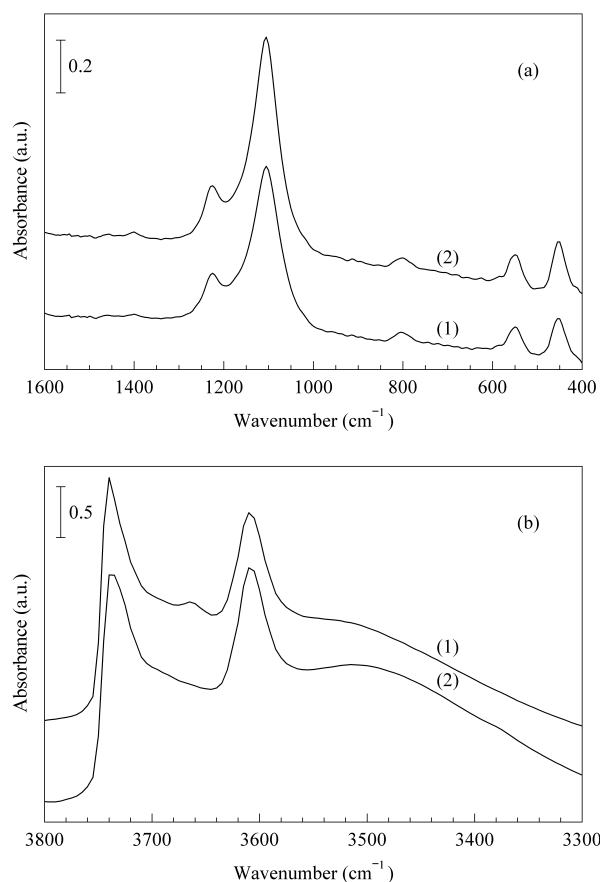 0.2
(a)
Absorbance (a.u.)
(2)
(1)
1600 1400 1200 1000 800 600 400
Wavenumber (cm⁻¹)
0.5
(b)
Absorbance (a.u.)
(1)
(2)
3800 3700 3600 3500 3400 3300
Wavenumber (cm⁻¹)